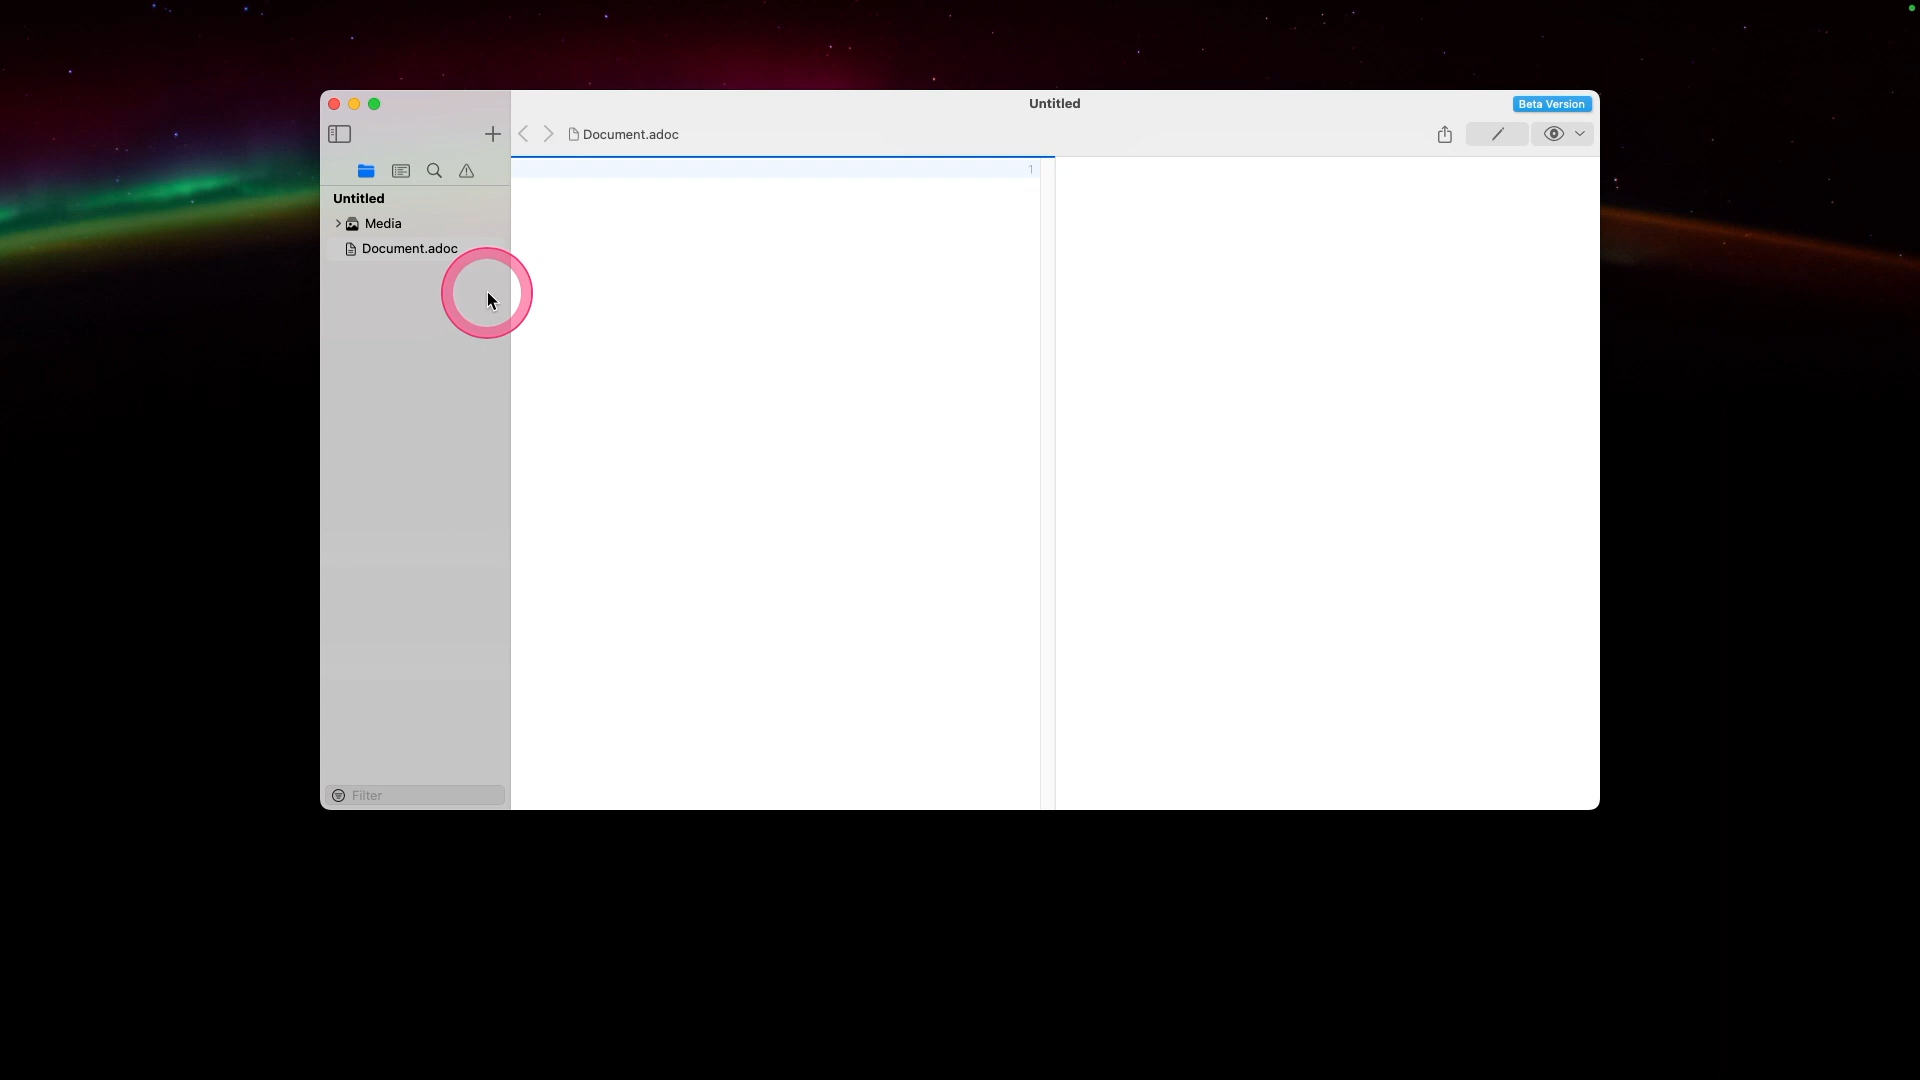 Untitled
Beta Version
Document.adoc
Untitled
Media
Document.adoc
1
Filter